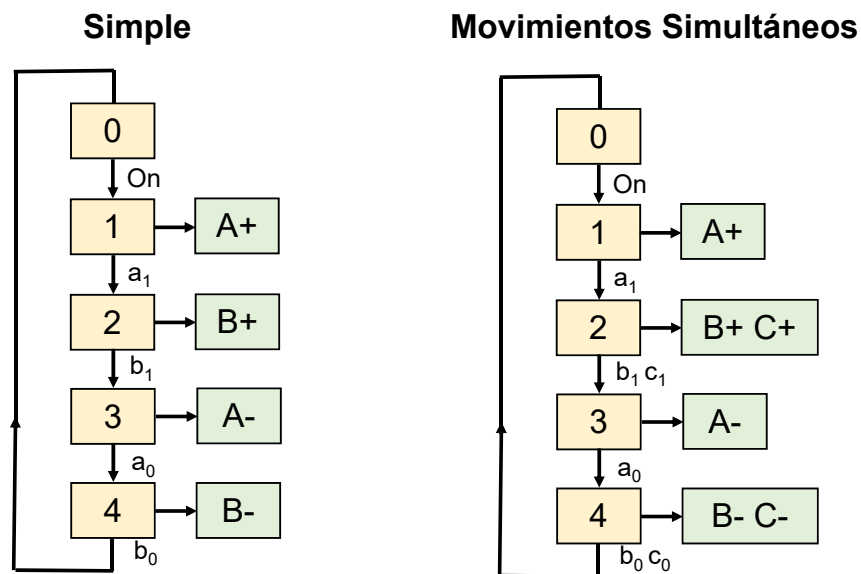 Simple
0
On
1 A+
a₁
2 B+
b₁
3 A-
a₀
4 B-
b₀
Movimientos Simultáneos
0
On
1 A+
a₁
2 B+ C+
b₁ c₁
3 A-
a₀
4 B- C-
b₀ c₀